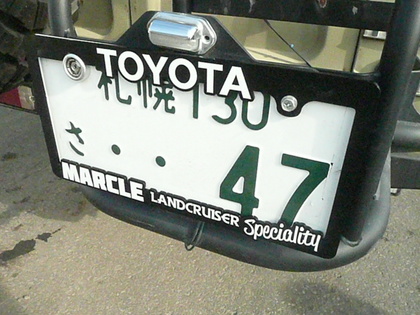 TOYOTA
札幌 130
さ ・・ 47
MARCLE LANDCRUISER Speciality